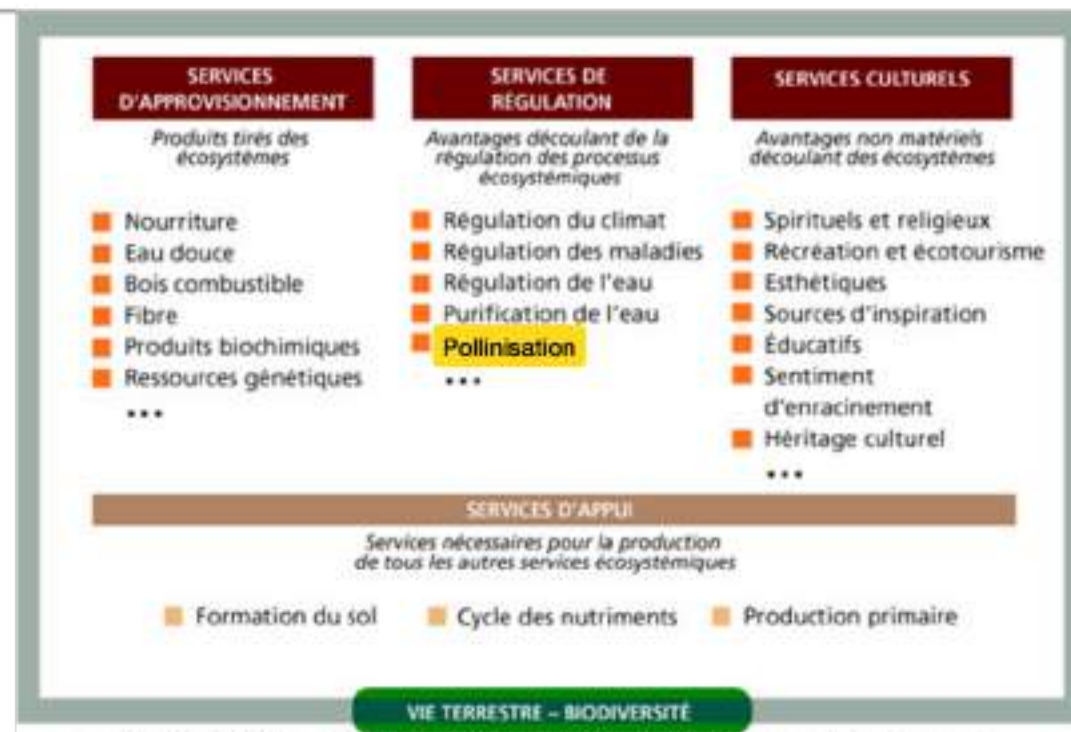 SERVICES
D'APPROVISIONNEMENT
Produits tirés des
écosystèmes
Nourriture
Eau douce
Bois combustible
Fibre
Produits biochimiques
Ressources génétiques
...
SERVICES DE
RÉGULATION
Avantages découlant de la
régulation des processus
écosystémiques
Régulation du climat
Régulation des maladies
Régulation de l'eau
Purification de l'eau
Pollinisation
...
SERVICES CULTURELS
Avantages non matériels
découlant des écosystèmes
Spirituels et religieux
Récréation et écotourisme
Esthétiques
Sources d'inspiration
Éducatifs
Sentiment
d'enracinement
Héritage culturel
...
SERVICES D'APPUI
Services nécessaires pour la production
de tous les autres services écosystémiques
Formation du sol
Cycle des nutriments
Production primaire
VIE TERRESTRE – BIODIVERSITÉ